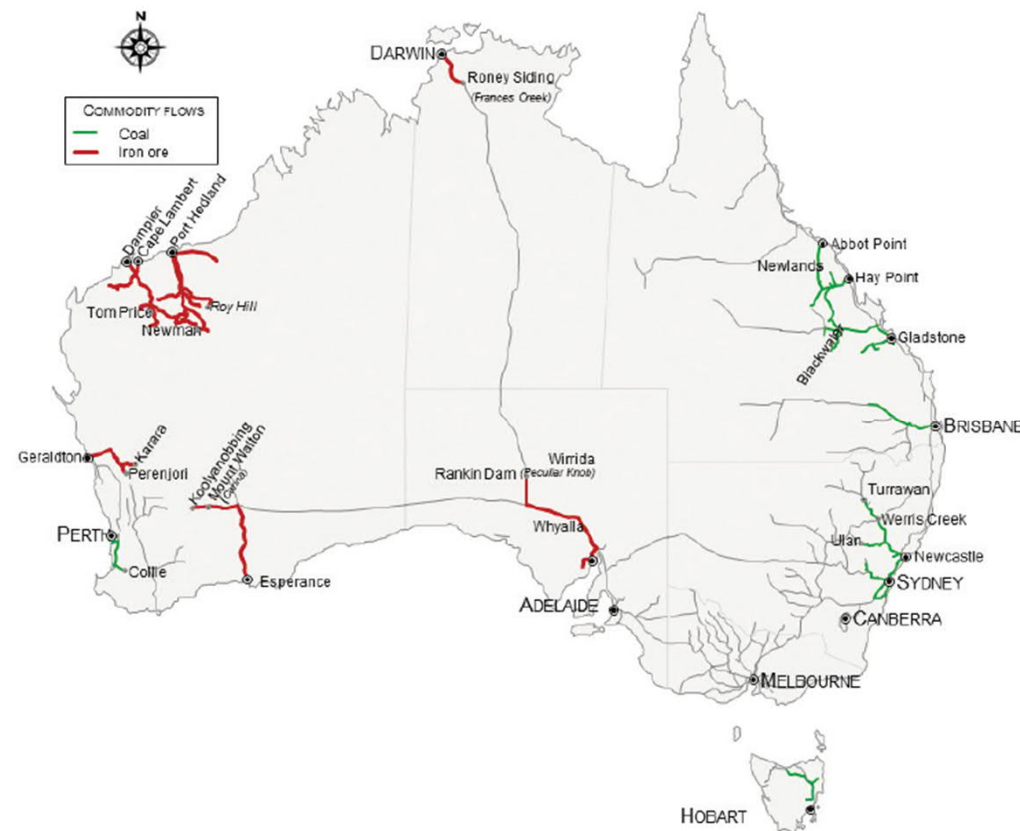 N
DARWIN
Roney Siding
(Frances Creek)
COMMODITY FLOWS
Coal
Iron ore
Dampier
Cape Lambert
Port Hedland
Tom Price
Roy Hill
Newman
Abbot Point
Newlands
Hay Point
Blackwater
Gladstone
BRISBANE
Geraldton
Karara
Perenjori
Koolyanobbing
Mount Walton
(Carina)
Wirrida
Rankin Dam (Peculiar Knob)
Turrawan
Werris Creek
Whyalla
Ulan
PERTH
Newcastle
Collie
Esperance
SYDNEY
ADELAIDE
CANBERRA
MELBOURNE
HOBART